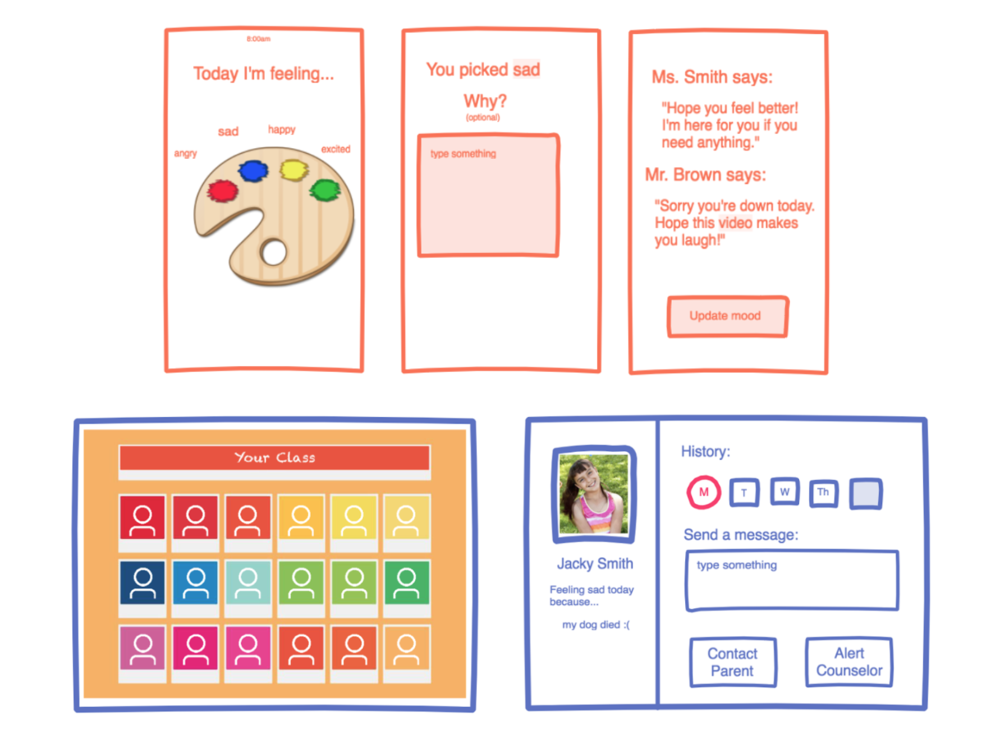 8:00am
Today I'm feeling...
sad
happy
angry
excited
You picked sad
Why?
(optional)
type something
Ms. Smith says:
"Hope you feel better!
I'm here for you if you
need anything."
Mr. Brown says:
"Sorry you're down today.
Hope this video makes
you laugh!"
Update mood
Your Class
Jacky Smith
Feeling sad today
because...
my dog died :(
History:
M T W Th
Send a message:
type something
Contact
Parent
Alert
Counselor